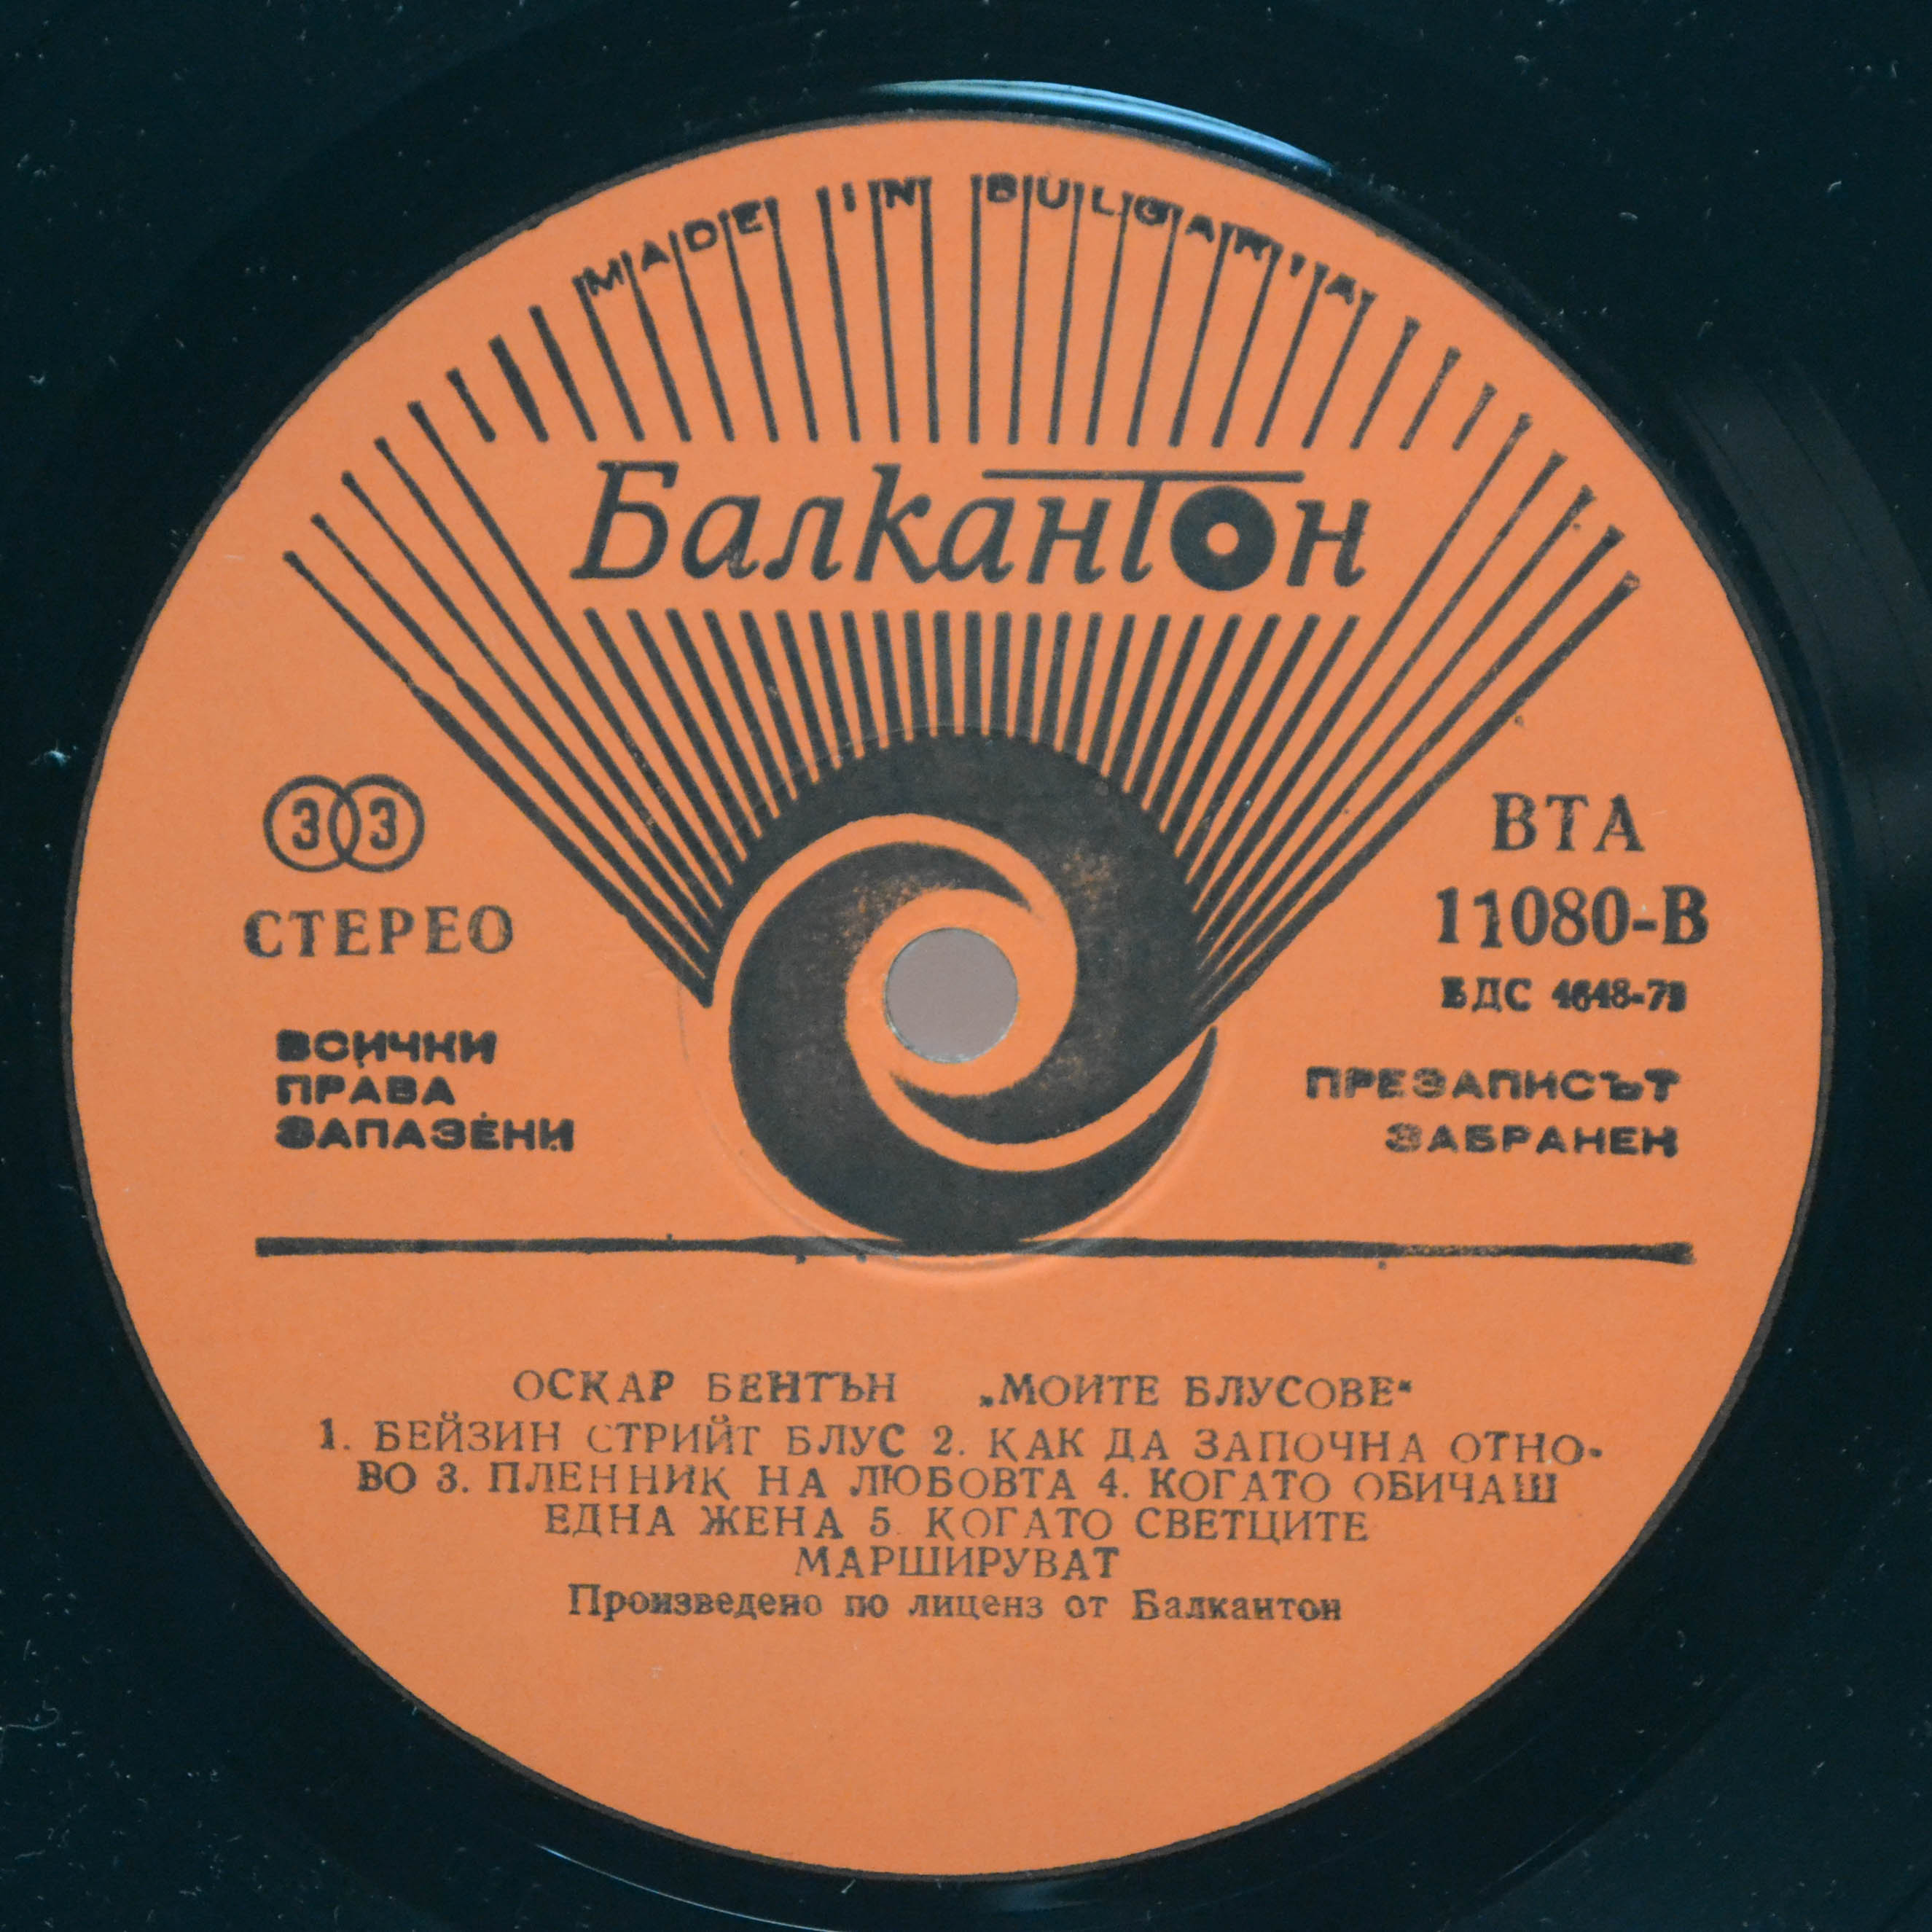 MADE IN BULGARIA
Балкантон
33
СТЕРЕО
ВСИЧКИ
ПРАВА
ЗАПАЗЕНИ
ВТА
11080-В
БДС 4648-73
ПРЕЗАПИСЪТ
ЗАБРАНЕН
ОСКАР БЕНТЪН „МОИТЕ БЛУСОВЕ“
1. БЕЙЗИН СТРИЙТ БЛУС 2. КАК ДА ЗАПОЧНА ОТНО-
ВО 3. ПЛЕННИК НА ЛЮБОВТА 4. КОГАТО ОБИЧАШ
ЕДНА ЖЕНА 5. КОГАТО СВЕТЦИТЕ
МАРШИРУВАТ
Произведено по лиценз от Балкантон